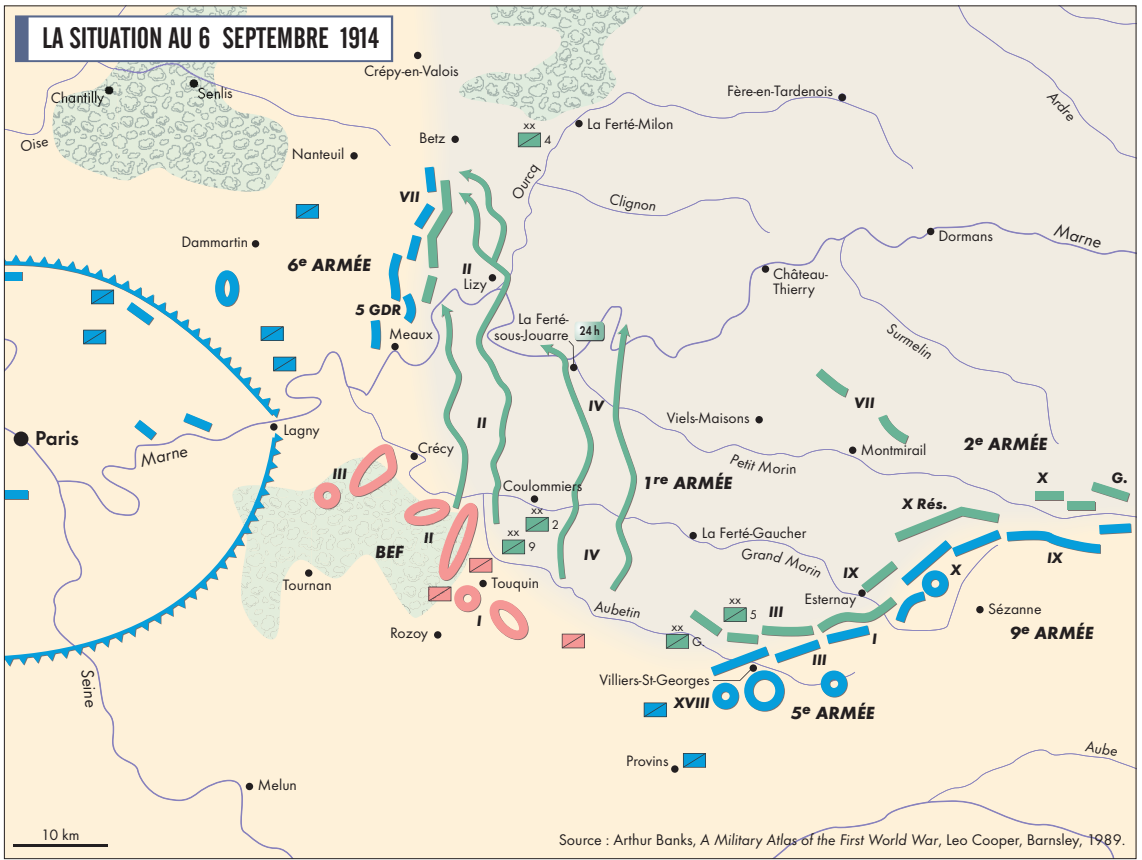 LA SITUATION AU 6 SEPTEMBRE 1914
Crépy-en-Valois
Chantilly
Senlis
Oise
Nanteuil
Betz
xx
4
La Ferté-Milon
Fère-en-Tardenois
Ardre
Ourcq
Clignon
VII
Dammartin
6e ARMÉE
II
Lizy
5 GDR
Meaux
Dormans
Marne
Château-
Thierry
La Ferté-
sous-Jouarre
24 h
Surmelin
Paris
Lagny
Marne
Crécy
III
II
IV
Viels-Maisons
VII
Montmirail
2e ARMÉE
Petit Morin
1re ARMÉE
X
G.
X Rés.
Coulommiers
xx
2
xx
9
II
BEF
IV
La Ferté-Gaucher
Grand Morin
IX
X
IX
Tournan
Touquin
I
Rozoy
Aubetin
Esternay
xx
5
III
xx
G.
I
III
Sézanne
9e ARMÉE
Villiers-St-Georges
XVIII
5e ARMÉE
Seine
Provins
Melun
Aube
10 km
Source : Arthur Banks, A Military Atlas of the First World War, Leo Cooper, Barnsley, 1989.